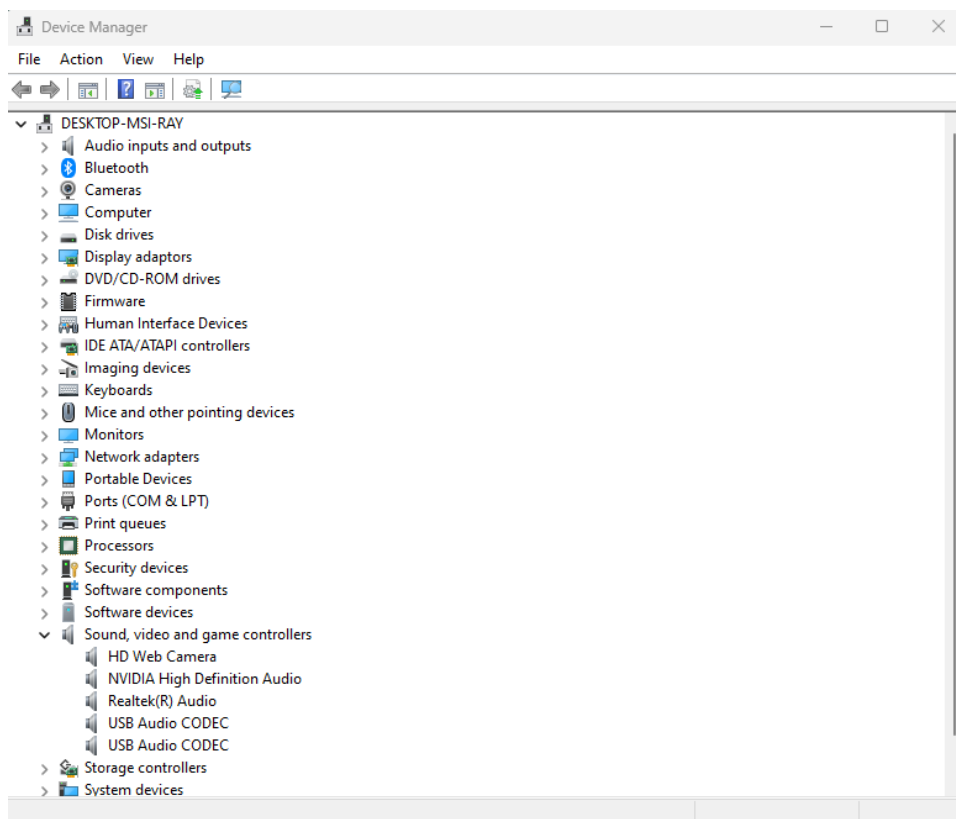 Device Manager
File Action View Help
DESKTOP-MSI-RAY
Audio inputs and outputs
Bluetooth
Cameras
Computer
Disk drives
Display adaptors
DVD/CD-ROM drives
Firmware
Human Interface Devices
IDE ATA/ATAPI controllers
Imaging devices
Keyboards
Mice and other pointing devices
Monitors
Network adapters
Portable Devices
Ports (COM & LPT)
Print queues
Processors
Security devices
Software components
Software devices
Sound, video and game controllers
HD Web Camera
NVIDIA High Definition Audio
Realtek(R) Audio
USB Audio CODEC
USB Audio CODEC
Storage controllers
System devices